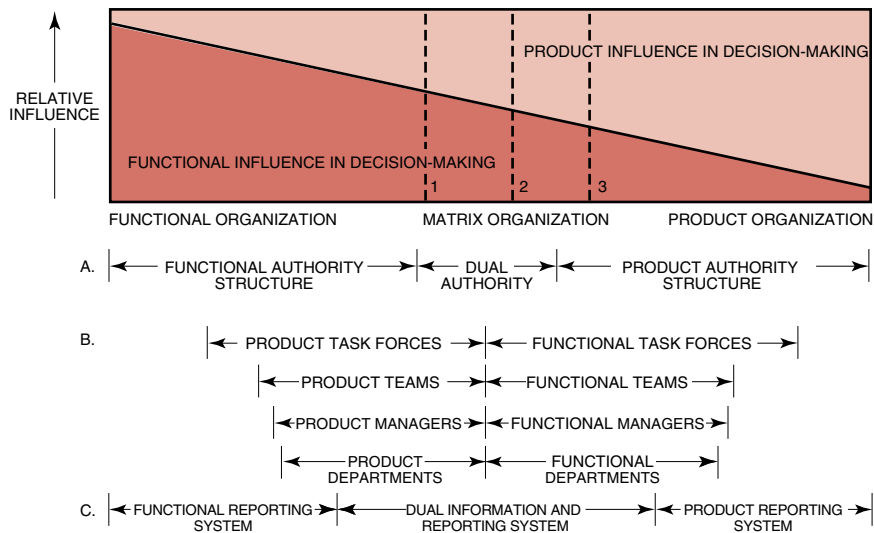 PRODUCT INFLUENCE IN DECISION-MAKING
RELATIVE
INFLUENCE
FUNCTIONAL INFLUENCE IN DECISION-MAKING
1
2
3
FUNCTIONAL ORGANIZATION
MATRIX ORGANIZATION
PRODUCT ORGANIZATION
A.
FUNCTIONAL AUTHORITY
STRUCTURE
DUAL
AUTHORITY
PRODUCT AUTHORITY
STRUCTURE
B.
PRODUCT TASK FORCES
FUNCTIONAL TASK FORCES
PRODUCT TEAMS
FUNCTIONAL TEAMS
PRODUCT MANAGERS
FUNCTIONAL MANAGERS
PRODUCT
DEPARTMENTS
FUNCTIONAL
DEPARTMENTS
C.
FUNCTIONAL REPORTING
SYSTEM
DUAL INFORMATION AND
REPORTING SYSTEM
PRODUCT REPORTING
SYSTEM